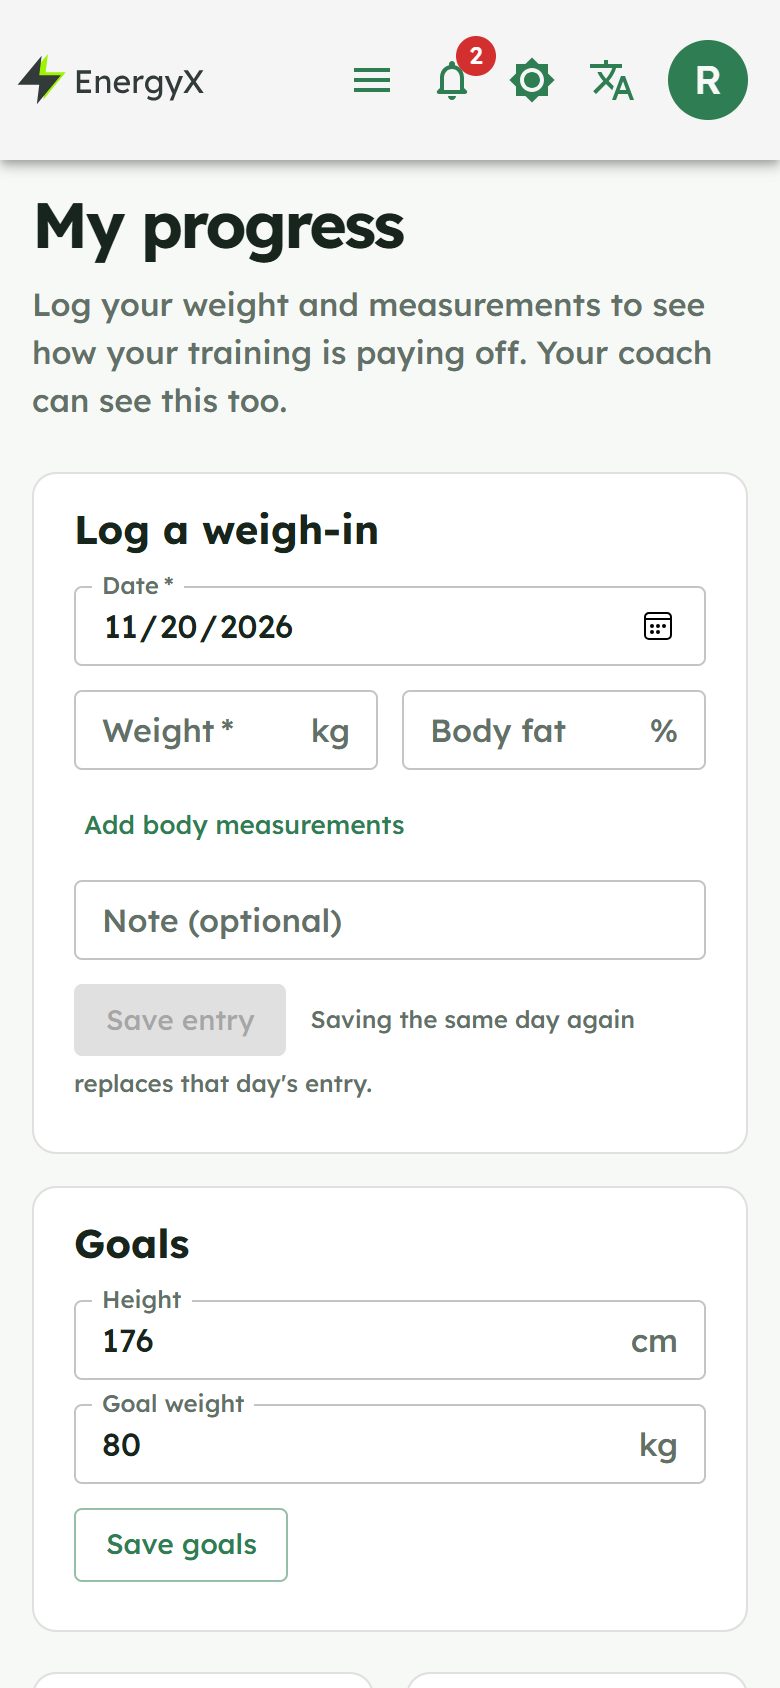 EnergyX
2
R
My progress
Log your weight and measurements to see
how your training is paying off. Your coach
can see this too.
Log a weigh-in
Date *
11/20/2026
Weight * kg
Body fat %
Add body measurements
Note (optional)
Save entry
Saving the same day again
replaces that day's entry.
Goals
Height
176 cm
Goal weight
80 kg
Save goals